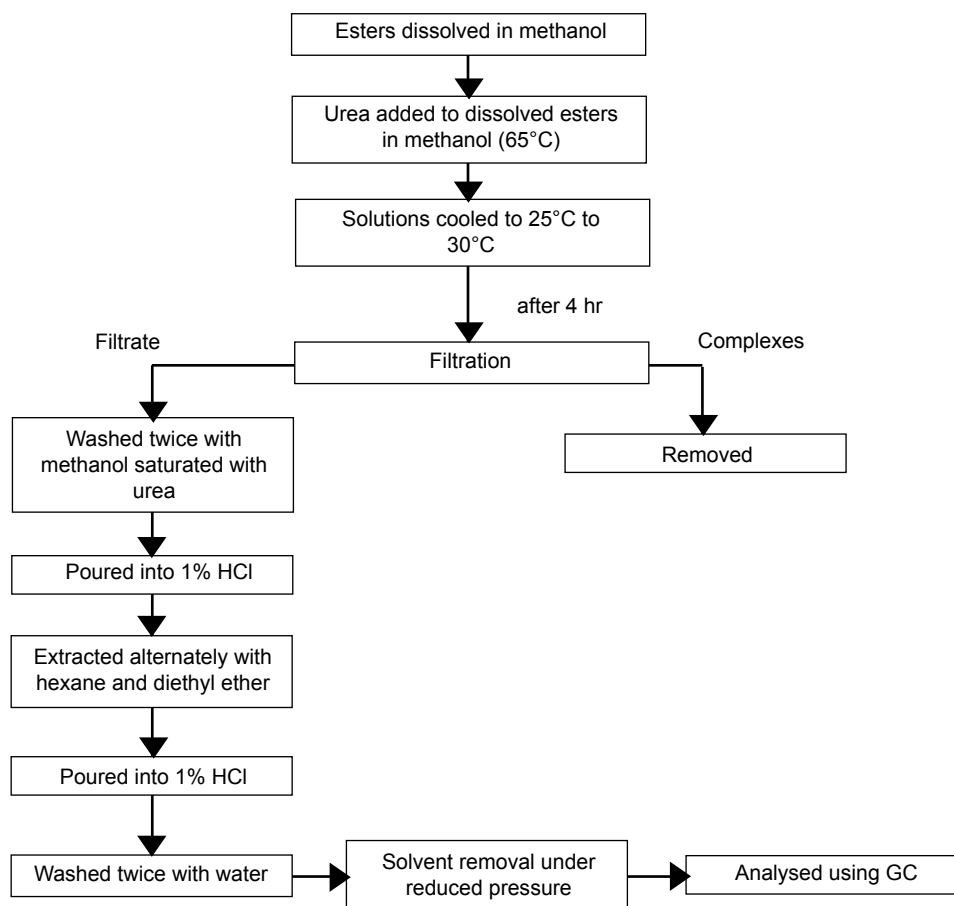 Esters dissolved in methanol
Urea added to dissolved esters
in methanol (65°C)
Solutions cooled to 25°C to
30°C
after 4 hr
Filtrate
Complexes
Filtration
Washed twice with
methanol saturated with
urea
Removed
Poured into 1% HCl
Extracted alternately with
hexane and diethyl ether
Poured into 1% HCl
Washed twice with water
Solvent removal under
reduced pressure
Analysed using GC